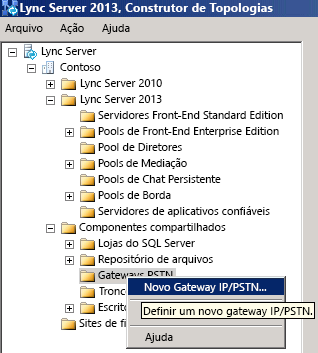 Lync Server 2013, Construtor de Topologias
Arquivo Ação Ajuda
Lync Server
Contoso
Lync Server 2010
Lync Server 2013
Servidores Front-End Standard Edition
Pools de Front-End Enterprise Edition
Pool de Diretores
Pools de Mediação
Pools de Chat Persistente
Pools de Borda
Servidores de aplicativos confiáveis
Componentes compartilhados
Lojas do SQL Server
Repositório de arquivos
Gateways PSTN
Novo Gateway IP/PSTN...
Tronc
Definir um novo gateway IP/PSTN.
Escrito
Sites de fi
Ajuda